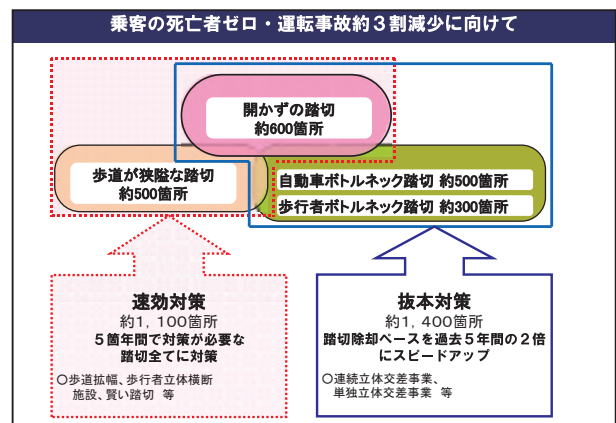 乗客の死亡者ゼロ・運転事故約３割減少に向けて
開かずの踏切
約600箇所
歩道が狭隘な踏切
約500箇所
自動車ボトルネック踏切 約500箇所
歩行者ボトルネック踏切 約300箇所
速効対策
約1，100箇所
５箇年間で対策が必要な
踏切全てに対策
○歩道拡幅、歩行者立体横断
施設、賢い踏切 等
抜本対策
約1，400箇所
踏切除却ペースを過去５年間の２倍
にスピードアップ
○連続立体交差事業、
単独立体交差事業 等